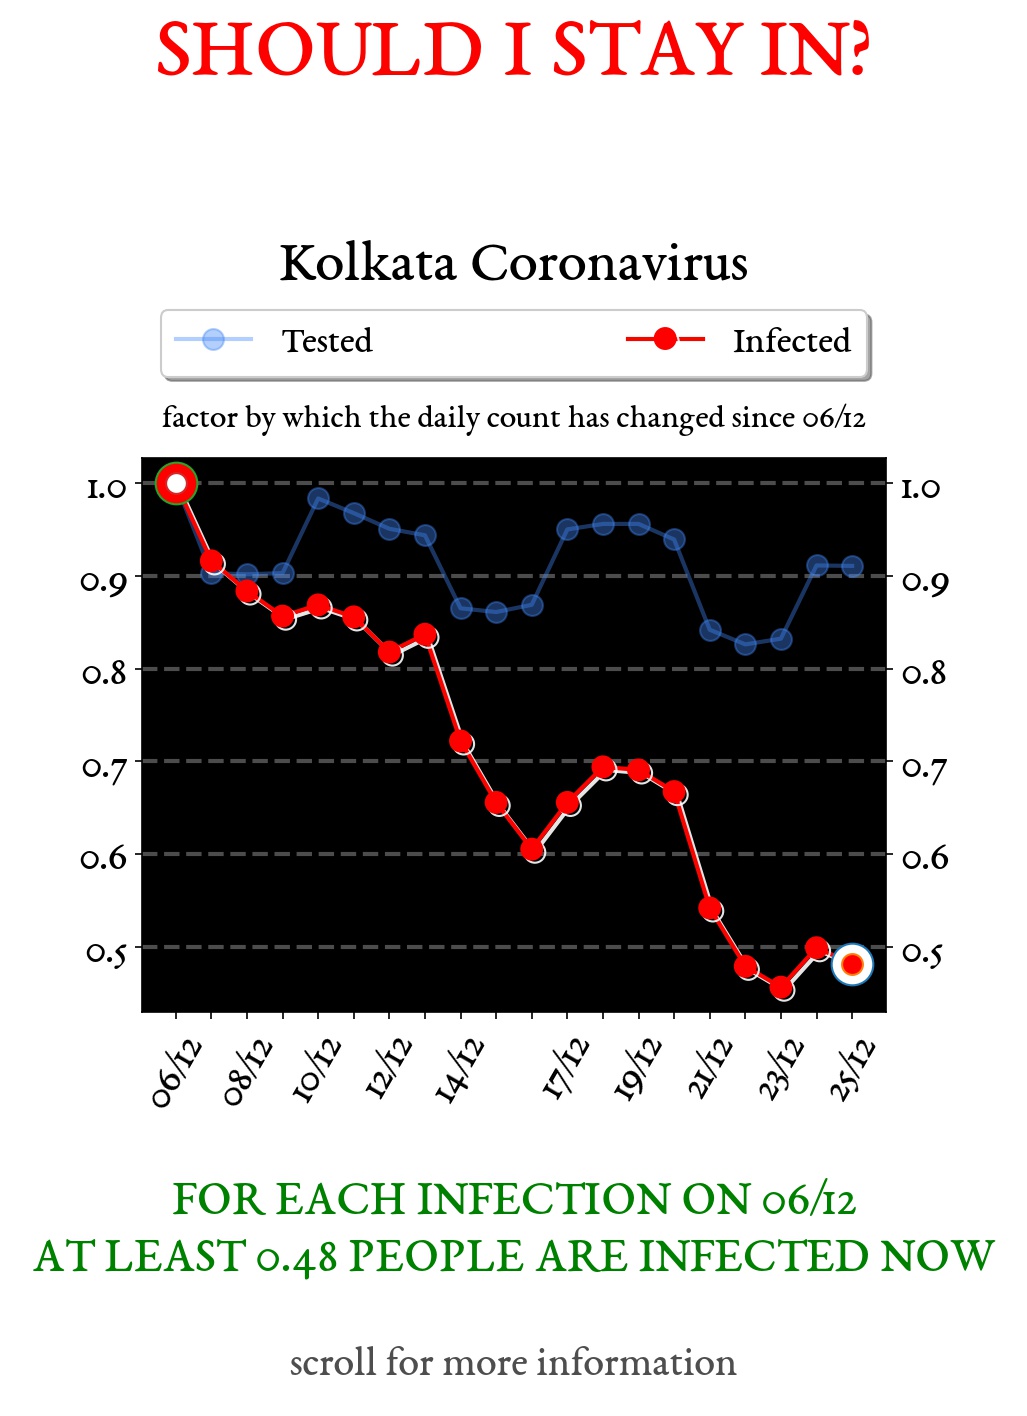 SHOULD I STAY IN?
Kolkata Coronavirus
Tested
Infected
factor by which the daily count has changed since 06/12
1.0 1.0
0.9 0.9
0.8 0.8
0.7 0.7
0.6 0.6
0.5 0.5
06/12 08/12 10/12 12/12 14/12 17/12 19/12 21/12 23/12 25/12
FOR EACH INFECTION ON 06/12
AT LEAST 0.48 PEOPLE ARE INFECTED NOW
scroll for more information